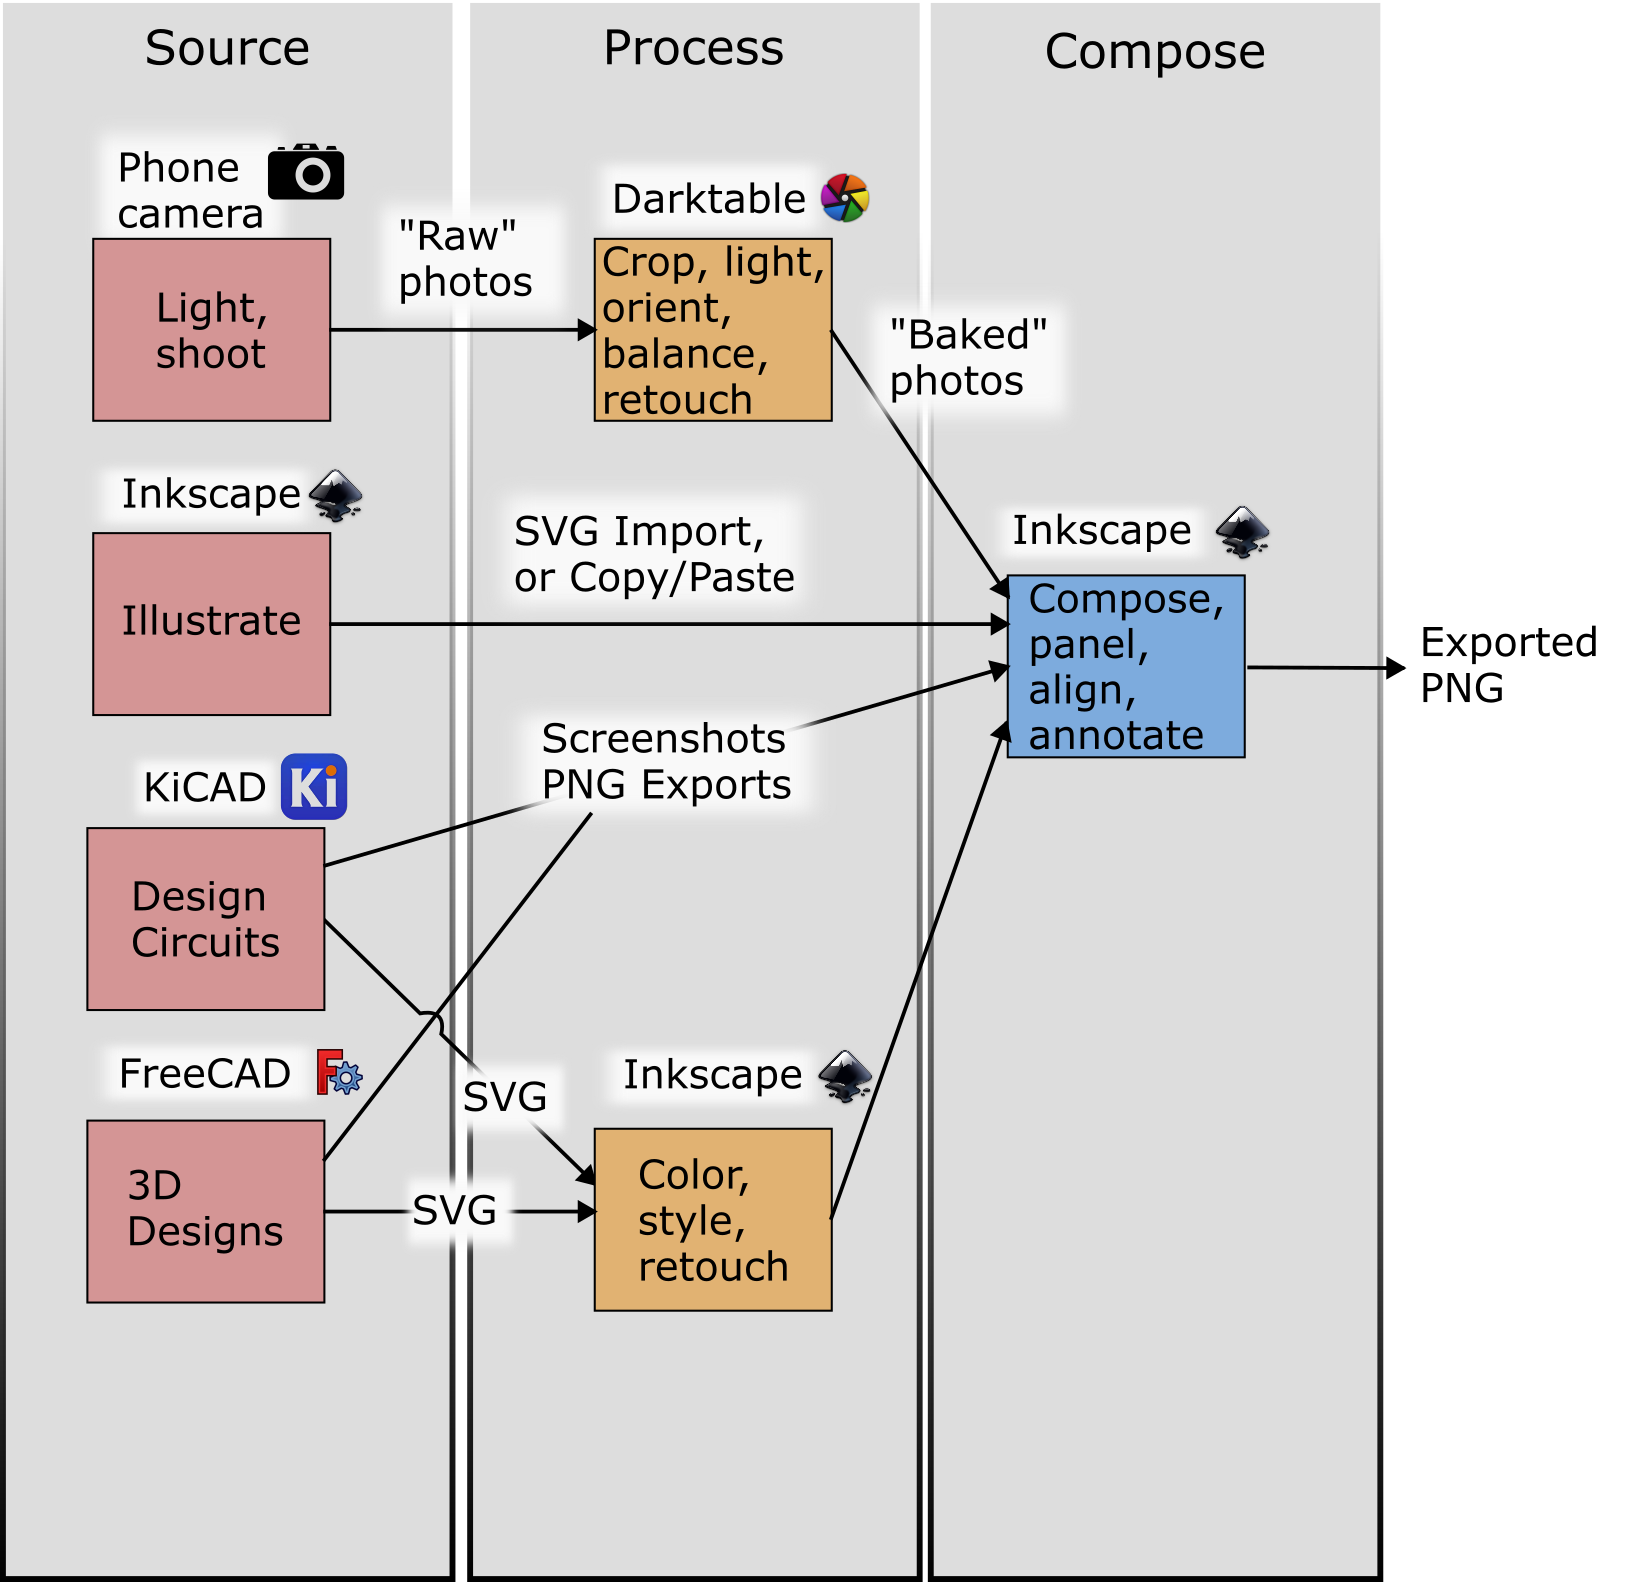 Source
Process
Compose
Phone
camera
Light,
shoot
"Raw"
photos
Darktable
Crop, light,
orient,
balance,
retouch
"Baked"
photos
Inkscape
Illustrate
SVG Import,
or Copy/Paste
Inkscape
Compose,
panel,
align,
annotate
Exported
PNG
KiCAD
Ki
Design
Circuits
Screenshots
PNG Exports
FreeCAD
F
3D
Designs
SVG
SVG
Inkscape
Color,
style,
retouch